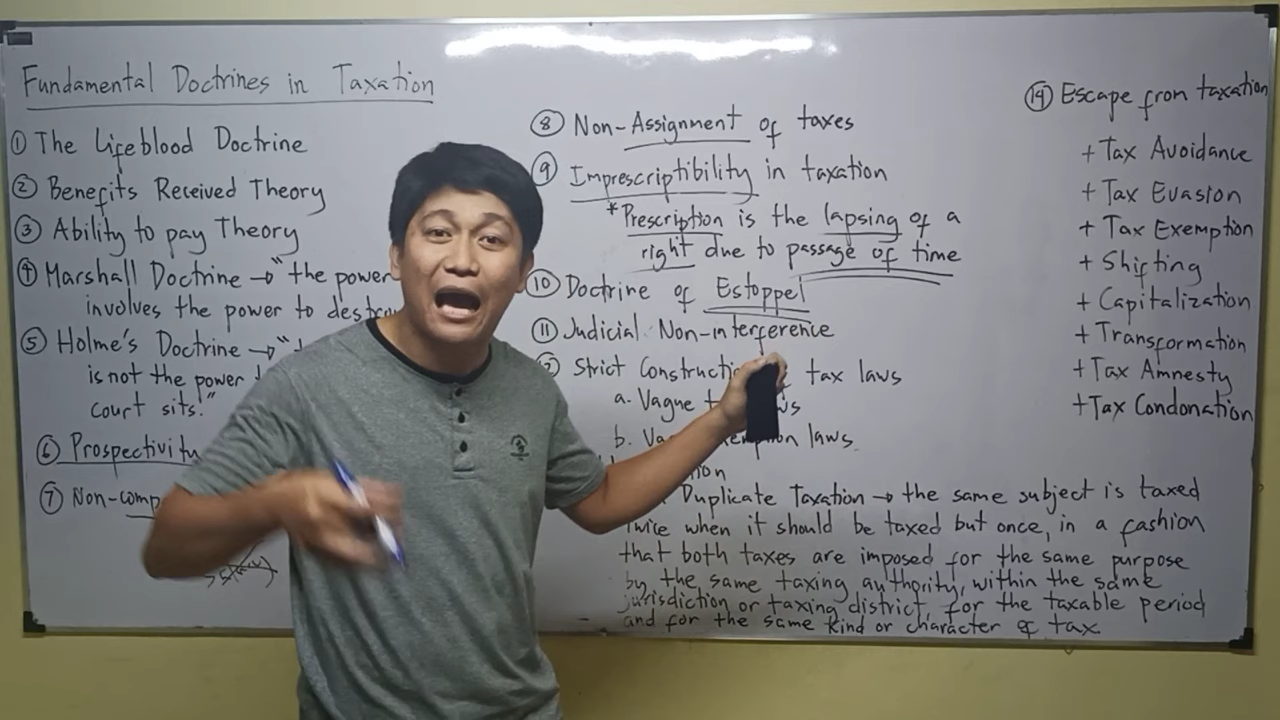 Fundamental Doctrines in Taxation
① The Lifeblood Doctrine
② Benefits Received Theory
③ Ability to pay Theory
④ Marshall Doctrine → "the power
involves the power to destroy
⑤ Holme's Doctrine → "
is not the power
court sits."
⑥ Prospectivity
⑦ Non-comp
⑧ Non-Assignment of taxes
⑨ Imprescriptibility in taxation
*Prescription is the lapsing of a
right due to passage of time
⑩ Doctrine of Estoppel
⑪ Judicial Non-interference
Strict Constructi tax laws
a. Vague
b. laws.
Duplicate Taxation → the same subject is taxed
twice when it should be taxed but once, in a fashion
that both taxes are imposed for the same purpose
by the same taxing authority, within the same
jurisdiction or taxing district, for the taxable period
and for the same kind or character of tax
⑭ Escape from taxation
+ Tax Avoidance
+ Tax Evasion
+ Tax Exemption
+ Shifting
+ Capitalization
+ Transformation
+ Tax Amnesty
+ Tax Condonation